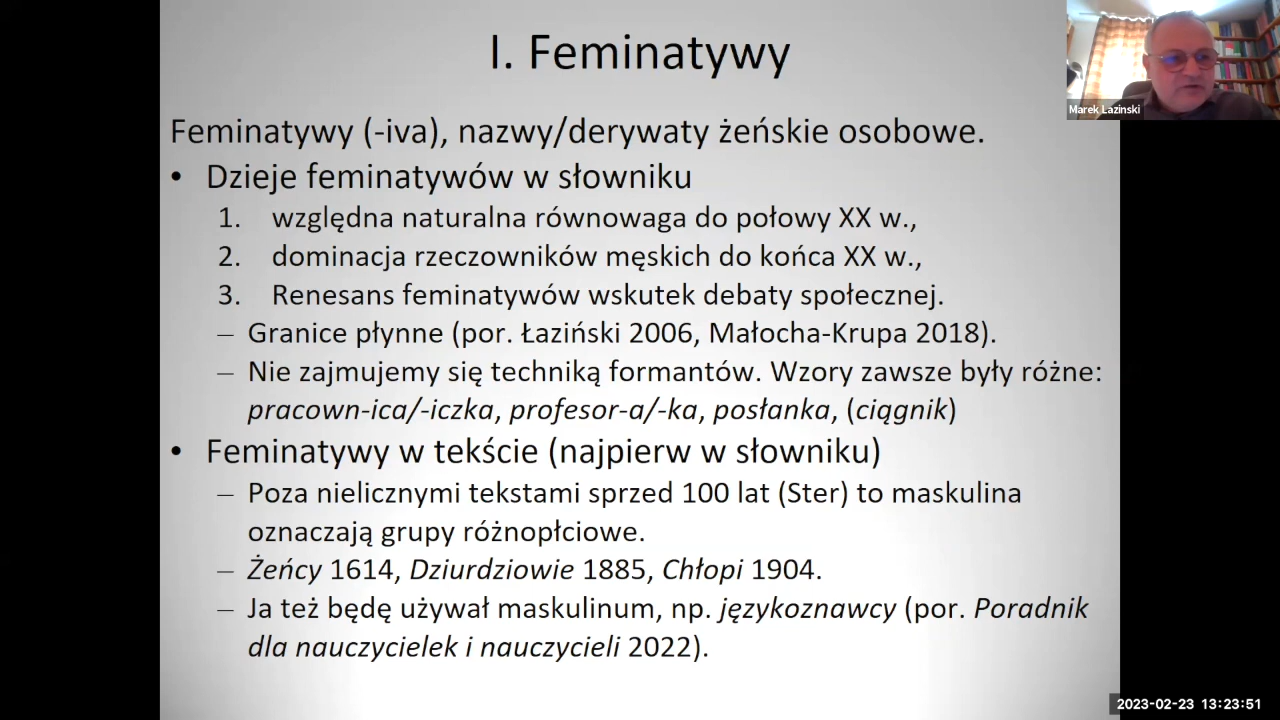 I. Feminatywy
Marek Łazinski
Feminatywy (-iva), nazwy/derywaty żeńskie osobowe.
• Dzieje feminatywów w słowniku
1. względna naturalna równowaga do połowy XX w.,
2. dominacja rzeczowników męskich do końca XX w.,
3. Renesans feminatywów wskutek debaty społecznej.
– Granice płynne (por. Łaziński 2006, Małocha-Krupa 2018).
– Nie zajmujemy się techniką formantów. Wzory zawsze były różne:
pracown-ica/-iczka, profesor-a/-ka, posłanka, (ciągnik)
• Feminatywy w tekście (najpierw w słowniku)
– Poza nielicznymi tekstami sprzed 100 lat (Ster) to maskulina
oznaczają grupy różnopłciowe.
– Żeńcy 1614, Dziurdziowie 1885, Chłopi 1904.
– Ja też będę używał maskulinum, np. językoznawcy (por. Poradnik
dla nauczycielek i nauczycieli 2022).
2023-02-23 13:23:51